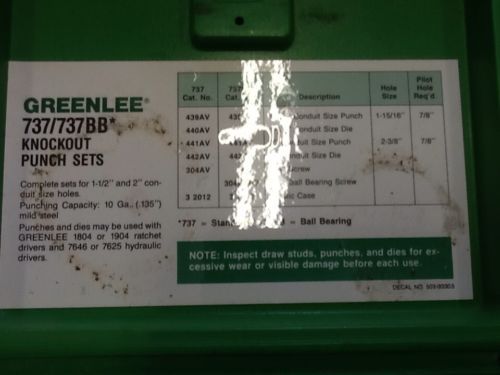 GREENLEE®
737/737BB*
KNOCKOUT
PUNCH SETS
Complete sets for 1-1/2" and 2" con-
duit size holes.
Punching Capacity: 10 Ga. (.135")
mild steel
Punches and dies may be used with
GREENLEE 1804 or 1904 ratchet
drivers and 7646 or 7625 hydraulic
drivers.
737 Cat. No. Cat. Description Hole Size Pilot Hole Req'd.
439AV Conduit Size Punch 1-15/16" 7/8"
440AV Conduit Size Die
441AV Conduit Size Punch 2-3/8" 7/8"
442AV Conduit Size Die
304AV Screw
Ball Bearing Screw
3 2012 Case
*737 = Ball Bearing
NOTE: Inspect draw studs, punches, and dies for ex-
cessive wear or visible damage before each use.
DECAL NO.